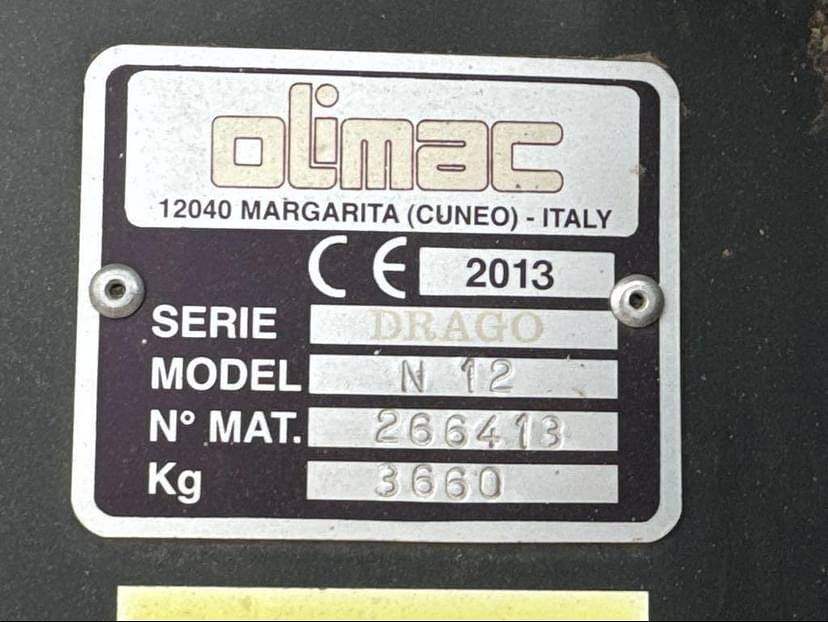 olimac
12040 MARGARITA (CUNEO) - ITALY
CE 2013
SERIE DRAGO
MODEL N 12
N° MAT. 266413
Kg 3660